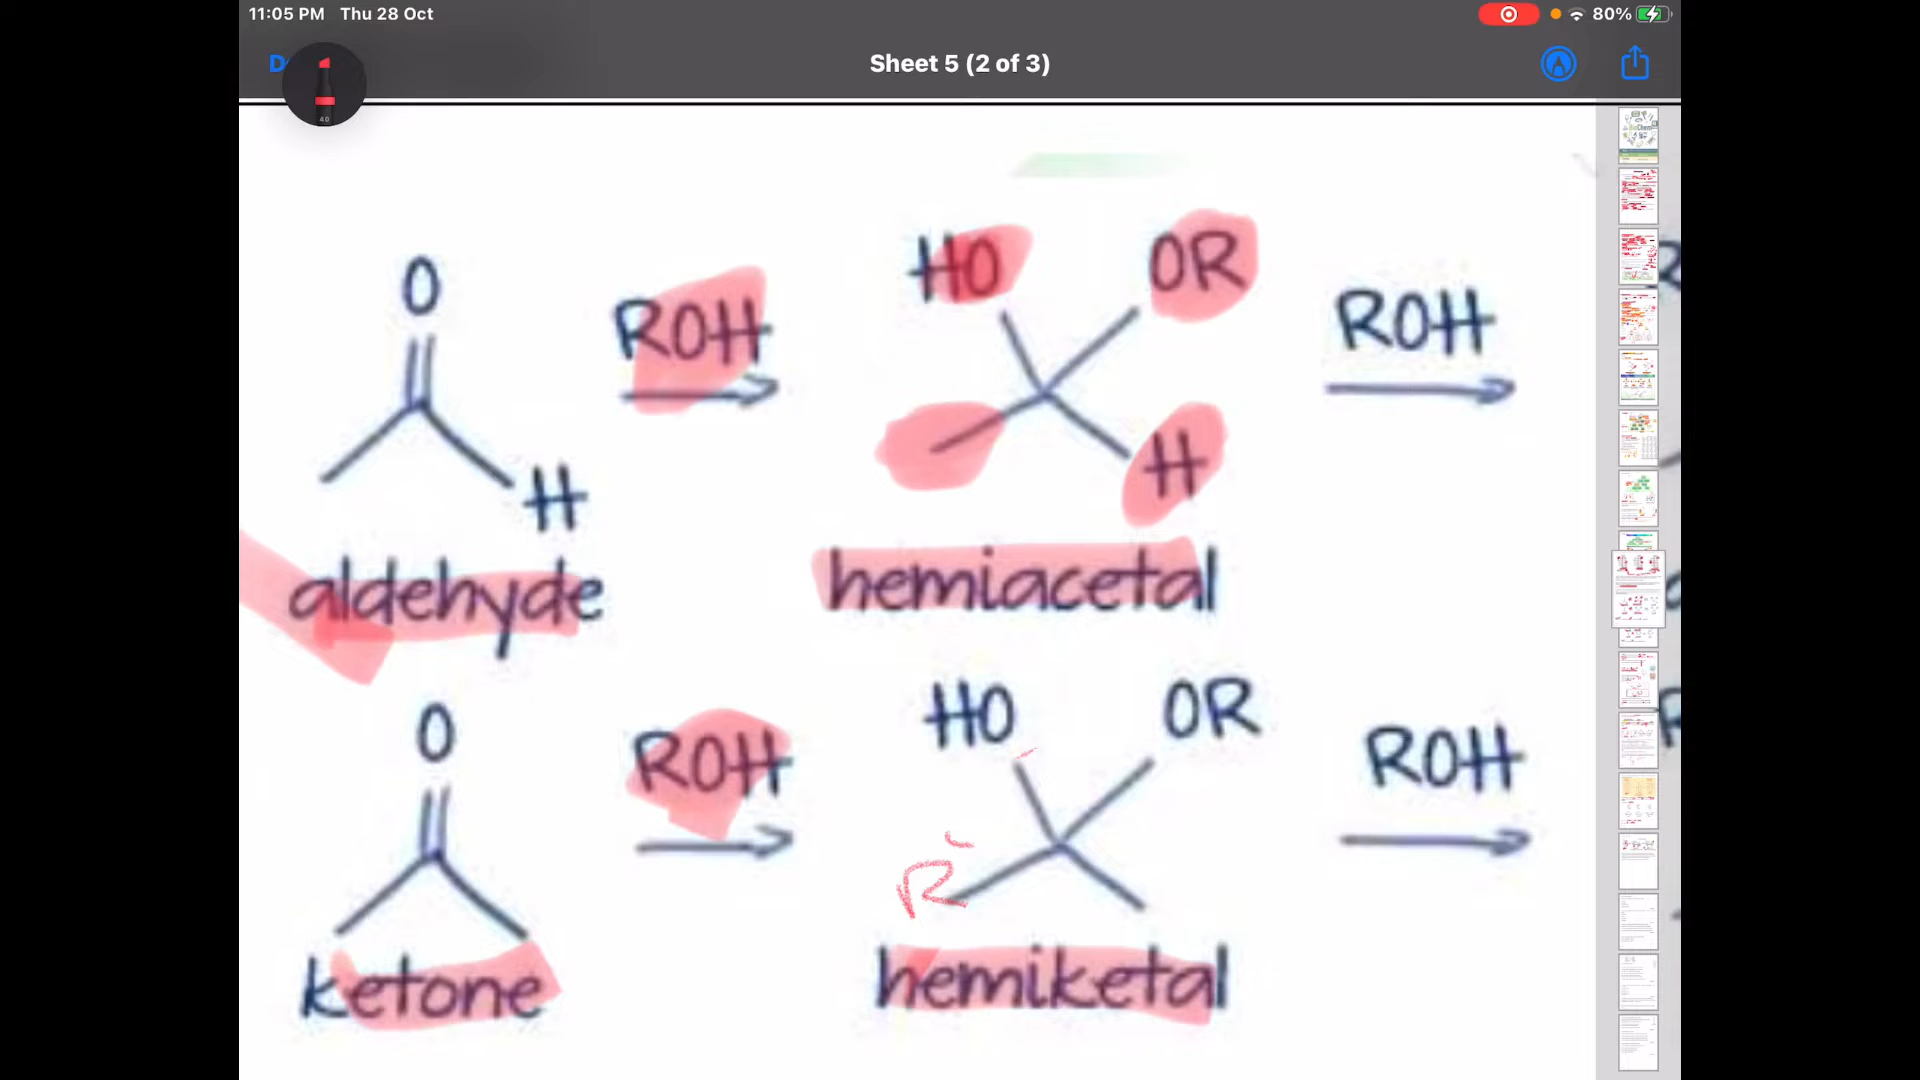 11:05 PM Thu 28 Oct
80%
D
Sheet 5 (2 of 3)
40
O
ROH
HO
OR
ROH
H
H
aldehyde
hemiacetal
O
ROH
HO
OR
ROH
R
ketone
hemiketal